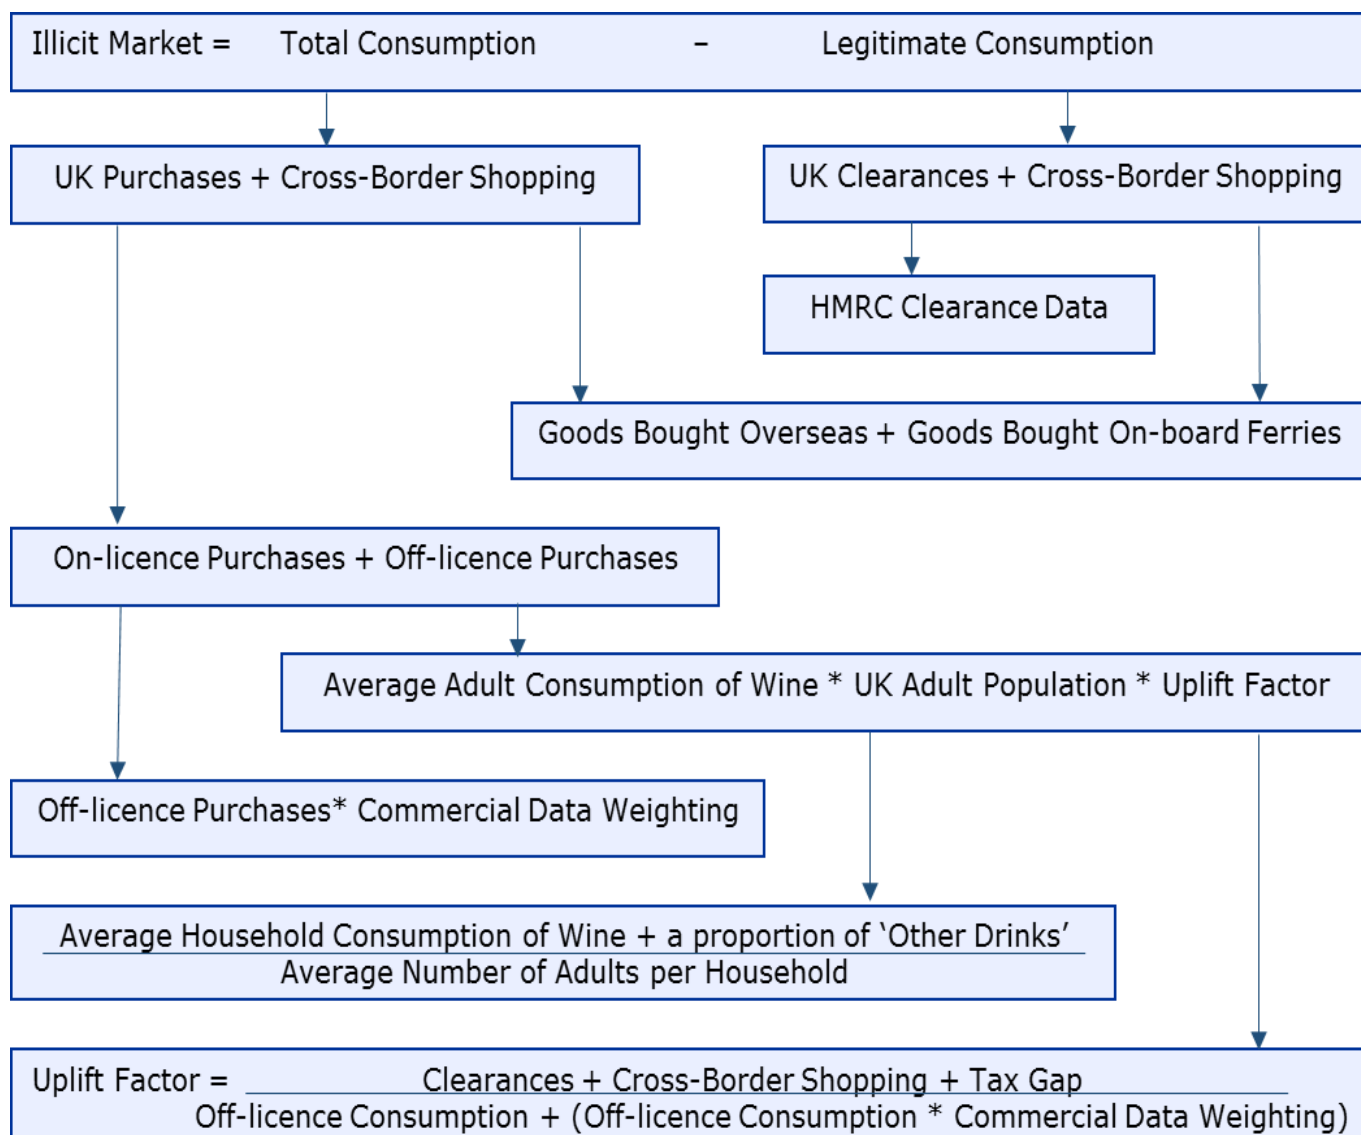 Illicit Market = Total Consumption – Legitimate Consumption
UK Purchases + Cross-Border Shopping
UK Clearances + Cross-Border Shopping
HMRC Clearance Data
Goods Bought Overseas + Goods Bought On-board Ferries
On-licence Purchases + Off-licence Purchases
Average Adult Consumption of Wine * UK Adult Population * Uplift Factor
Off-licence Purchases* Commercial Data Weighting
Average Household Consumption of Wine + a proportion of ‘Other Drinks’
Average Number of Adults per Household
Uplift Factor = Clearances + Cross-Border Shopping + Tax Gap
Off-licence Consumption + (Off-licence Consumption * Commercial Data Weighting)